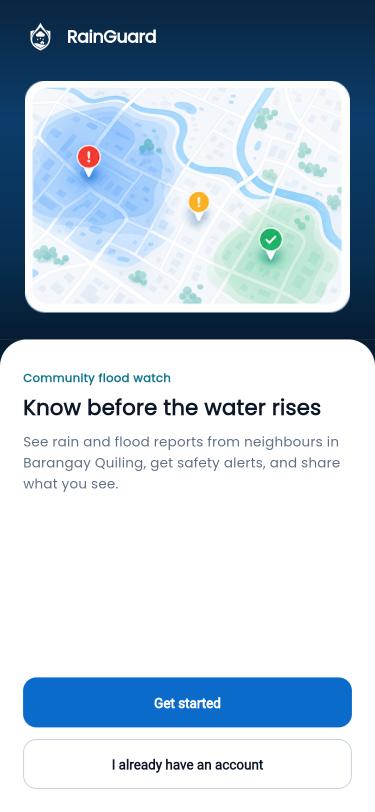 RainGuard
Community flood watch
Know before the water rises
See rain and flood reports from neighbours in
Barangay Quiling, get safety alerts, and share
what you see.
Get started
I already have an account